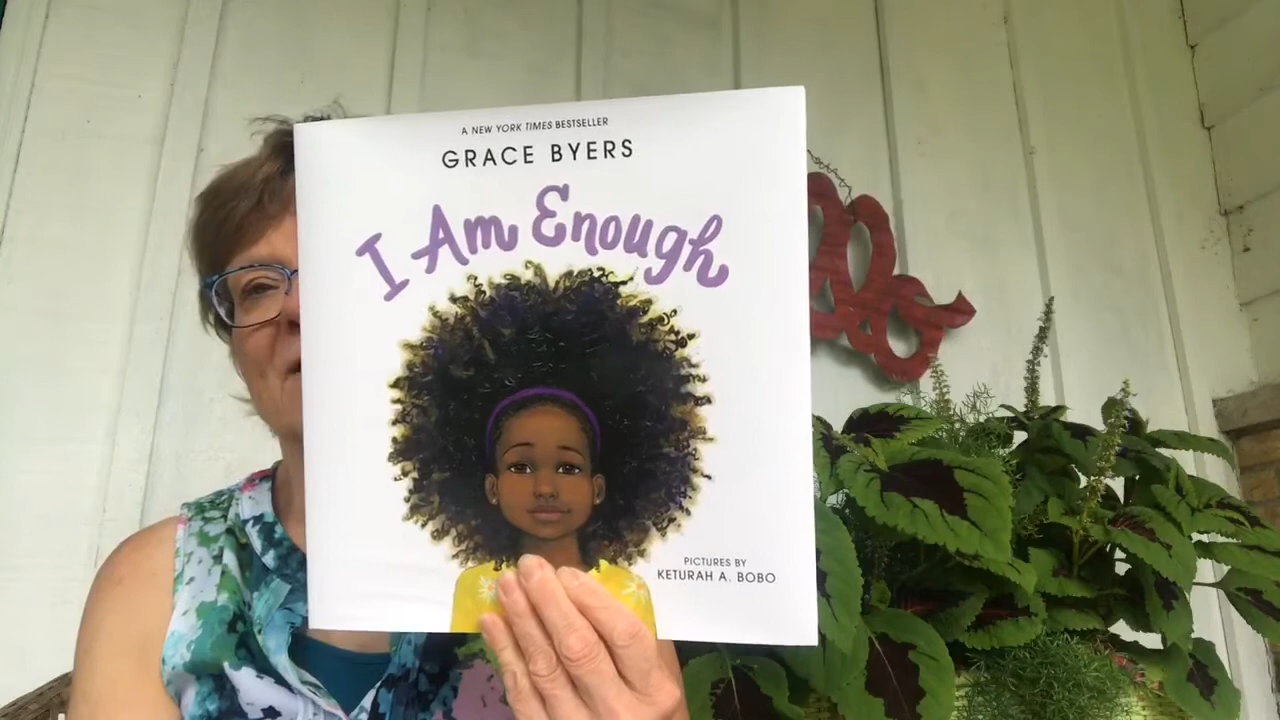 A NEW YORK TIMES BESTSELLER
GRACE BYERS
I Am Enough
PICTURES BY
KETURAH A. BOBO